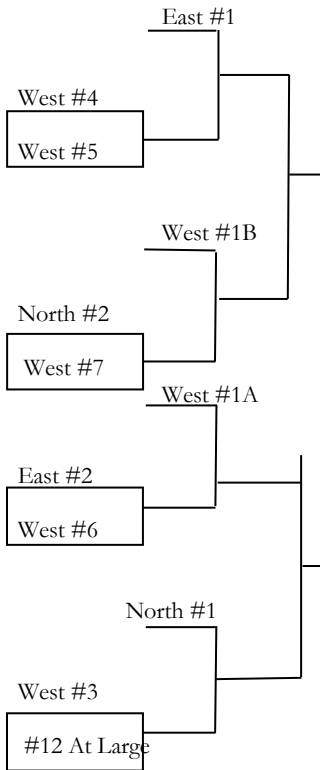 East #1
West #4
West #5
West #1B
North #2
West #7
West #1A
East #2
West #6
North #1
West #3
#12 At Large